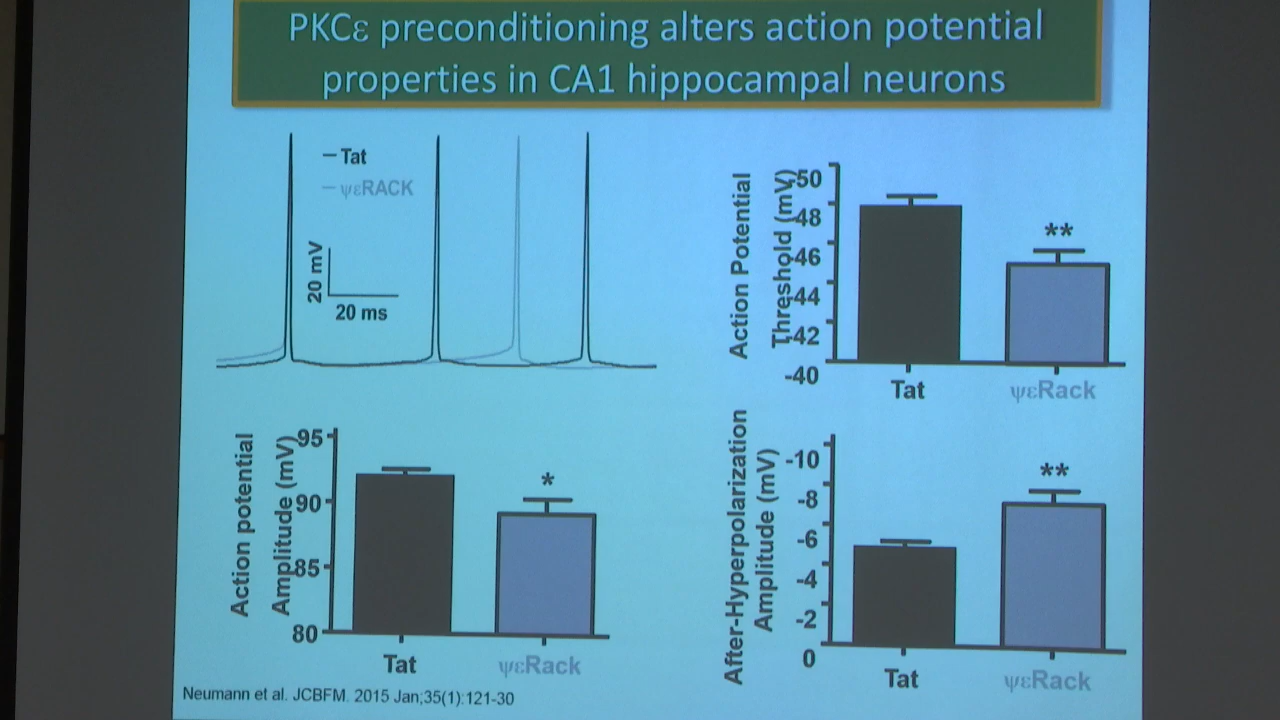 PKCε preconditioning alters action potential
properties in CA1 hippocampal neurons
Tat
ψεRACK
20 mV
20 ms
Action Potential
Threshold (mV)
-50
-48
-46
-44
-42
-40
**
Tat
ψεRack
Action potential
Amplitude (mV)
95
90
85
80
*
Tat
ψεRack
After-Hyperpolarization
Amplitude (mV)
-10
-8
-6
-4
-2
0
**
Tat
ψεRack
Neumann et al. JCBFM. 2015 Jan;35(1):121-30